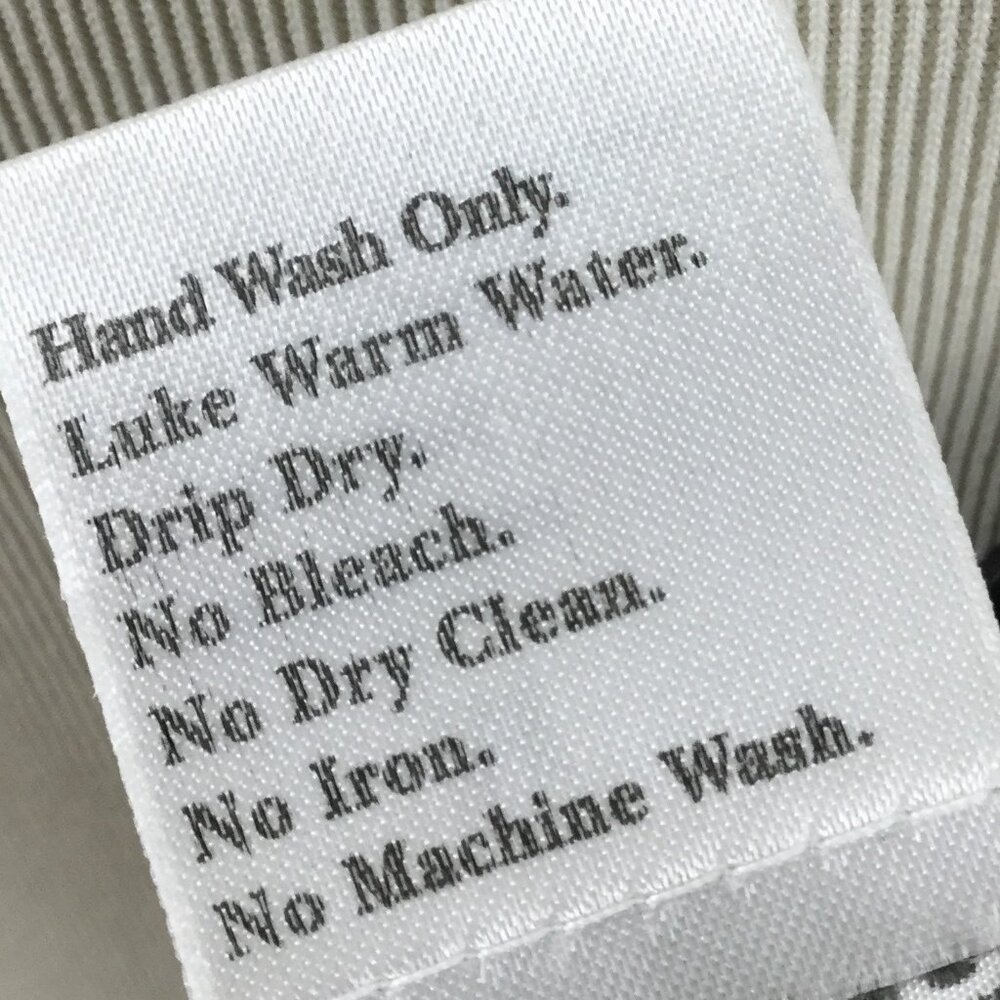 Hand Wash Only.
Luke Warm Water.
Drip Dry.
No Bleach.
No Dry Clean.
No Iron.
No Machine Wash.